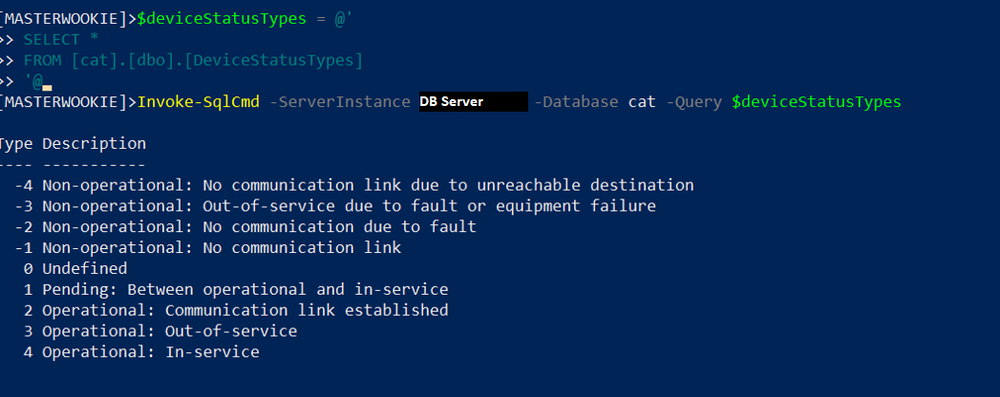 [MASTERWOOKIE]>$deviceStatusTypes = @'
>> SELECT *
>> FROM [cat].[dbo].[DeviceStatusTypes]
>> '@
[MASTERWOOKIE]>Invoke-SqlCmd -ServerInstance DB Server -Database cat -Query $deviceStatusTypes
Type Description
---- -----------
-4 Non-operational: No communication link due to unreachable destination
-3 Non-operational: Out-of-service due to fault or equipment failure
-2 Non-operational: No communication due to fault
-1 Non-operational: No communication link
0 Undefined
1 Pending: Between operational and in-service
2 Operational: Communication link established
3 Operational: Out-of-service
4 Operational: In-service